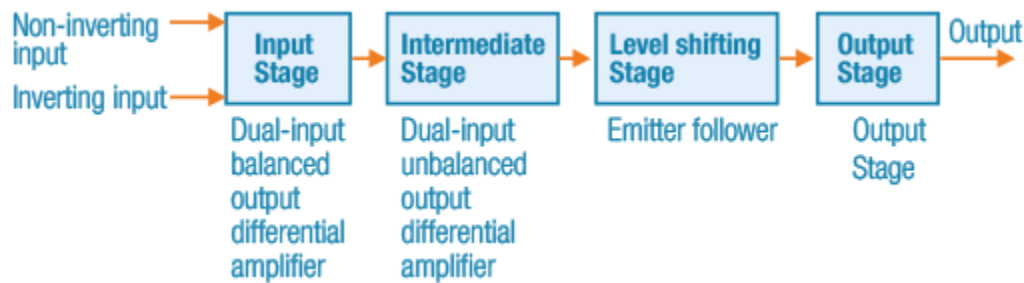 Non-inverting
input
Inverting input
Input
Stage
Intermediate
Stage
Level shifting
Stage
Output
Stage
Output
Dual-input
balanced
output
differential
amplifier
Dual-input
unbalanced
output
differential
amplifier
Emitter follower
Output
Stage